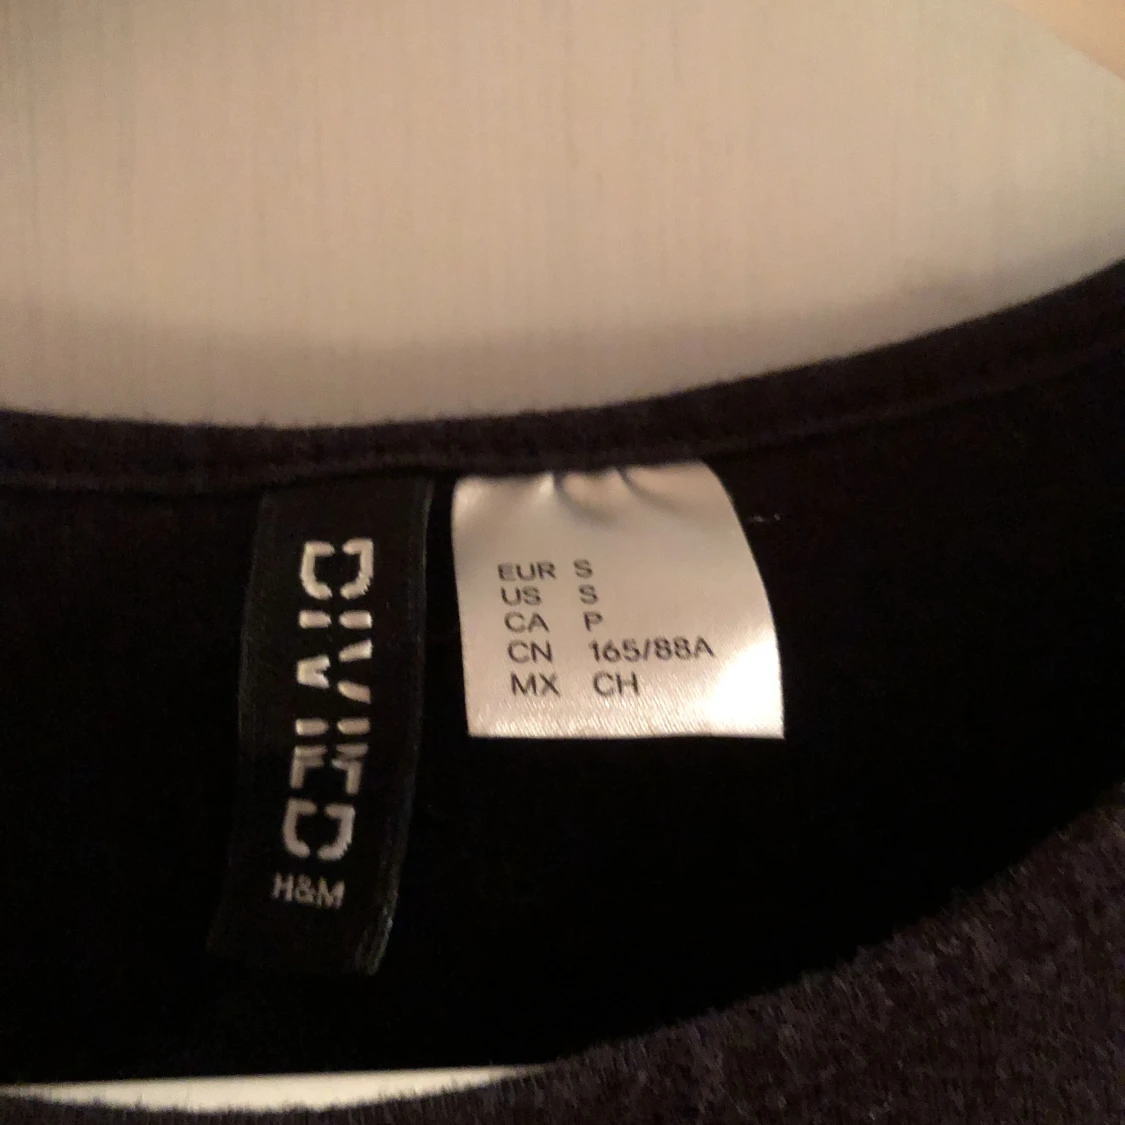 DIVIDED
H&M
EUR S
US S
CA P
CN 165/88A
MX CH